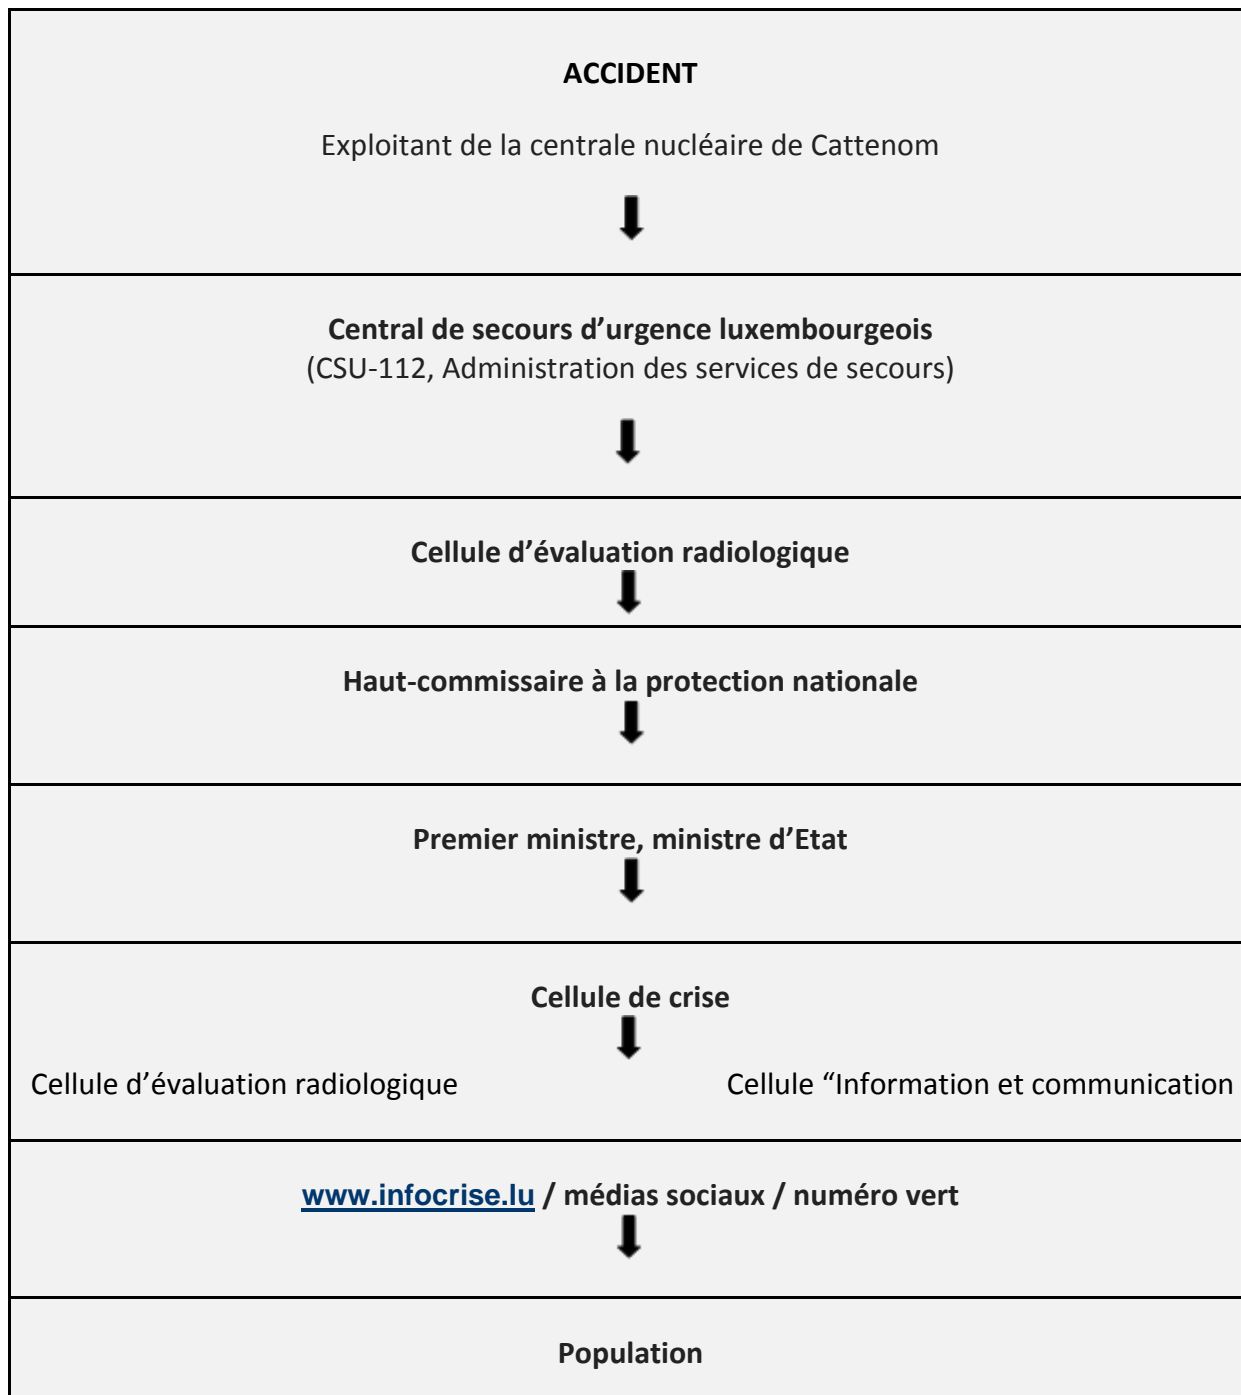 ACCIDENT
Exploitant de la centrale nucléaire de Cattenom
Central de secours d’urgence luxembourgeois
(CSU-112, Administration des services de secours)
Cellule d’évaluation radiologique
Haut-commissaire à la protection nationale
Premier ministre, ministre d’Etat
Cellule de crise
Cellule d’évaluation radiologique Cellule “Information et communication
www.infocrise.lu / médias sociaux / numéro vert
Population